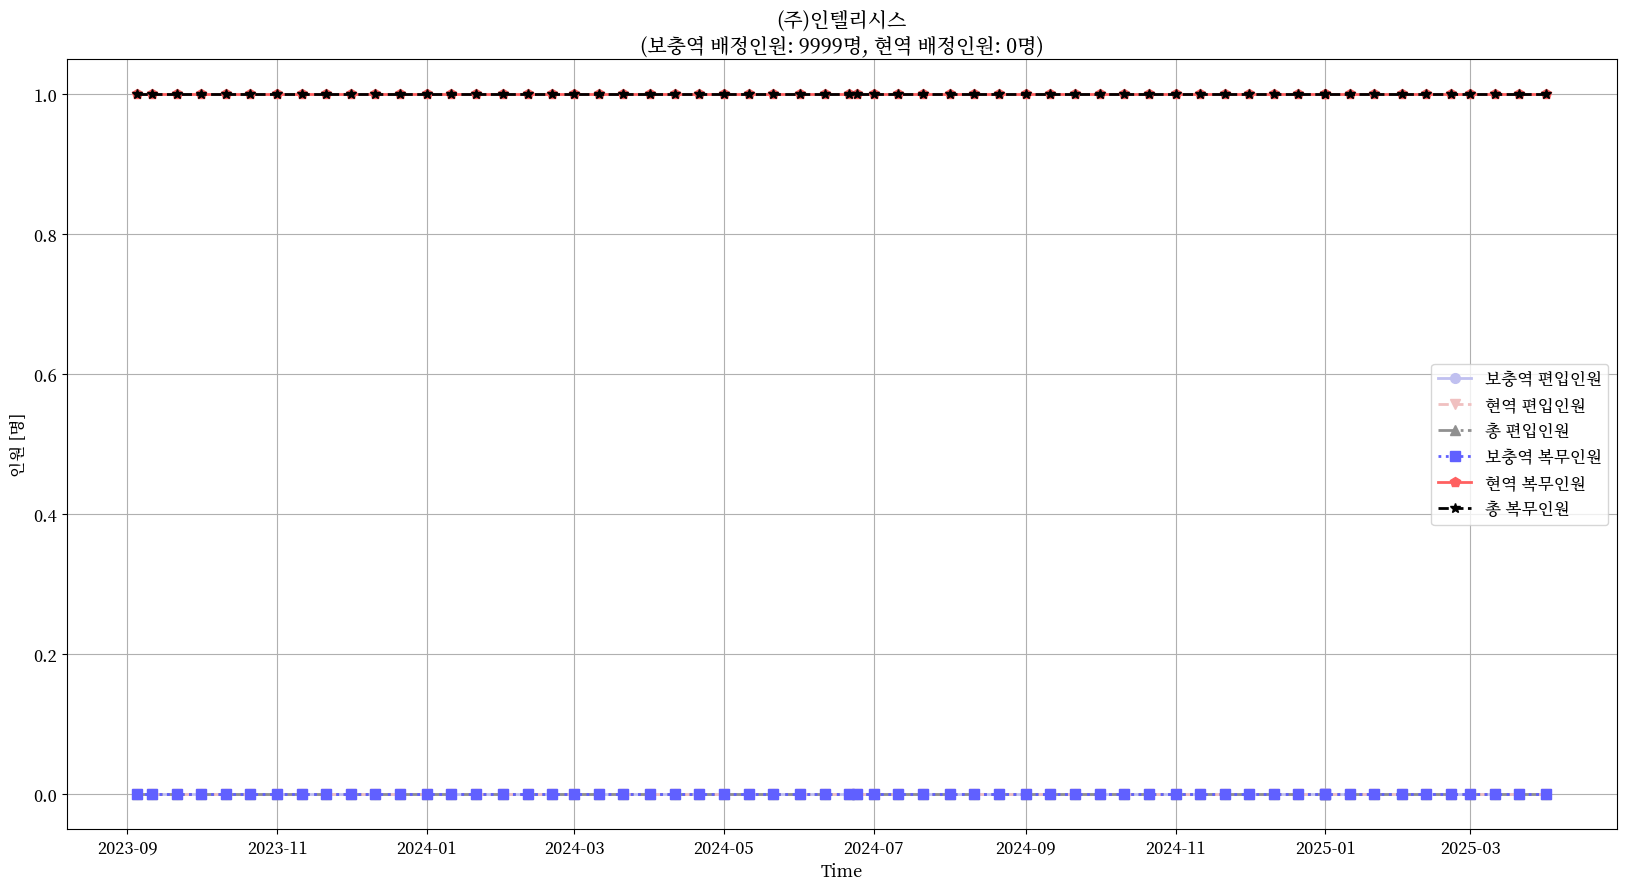 (주)인텔리시스
(보충역 배정인원: 9999명, 현역 배정인원: 0명)
인원 [명]
1.0
0.8
0.6
0.4
0.2
0.0
보충역 편입인원
현역 편입인원
총 편입인원
보충역 복무인원
현역 복무인원
총 복무인원
2023-09 2023-11 2024-01 2024-03 2024-05 2024-07 2024-09 2024-11 2025-01 2025-03
Time